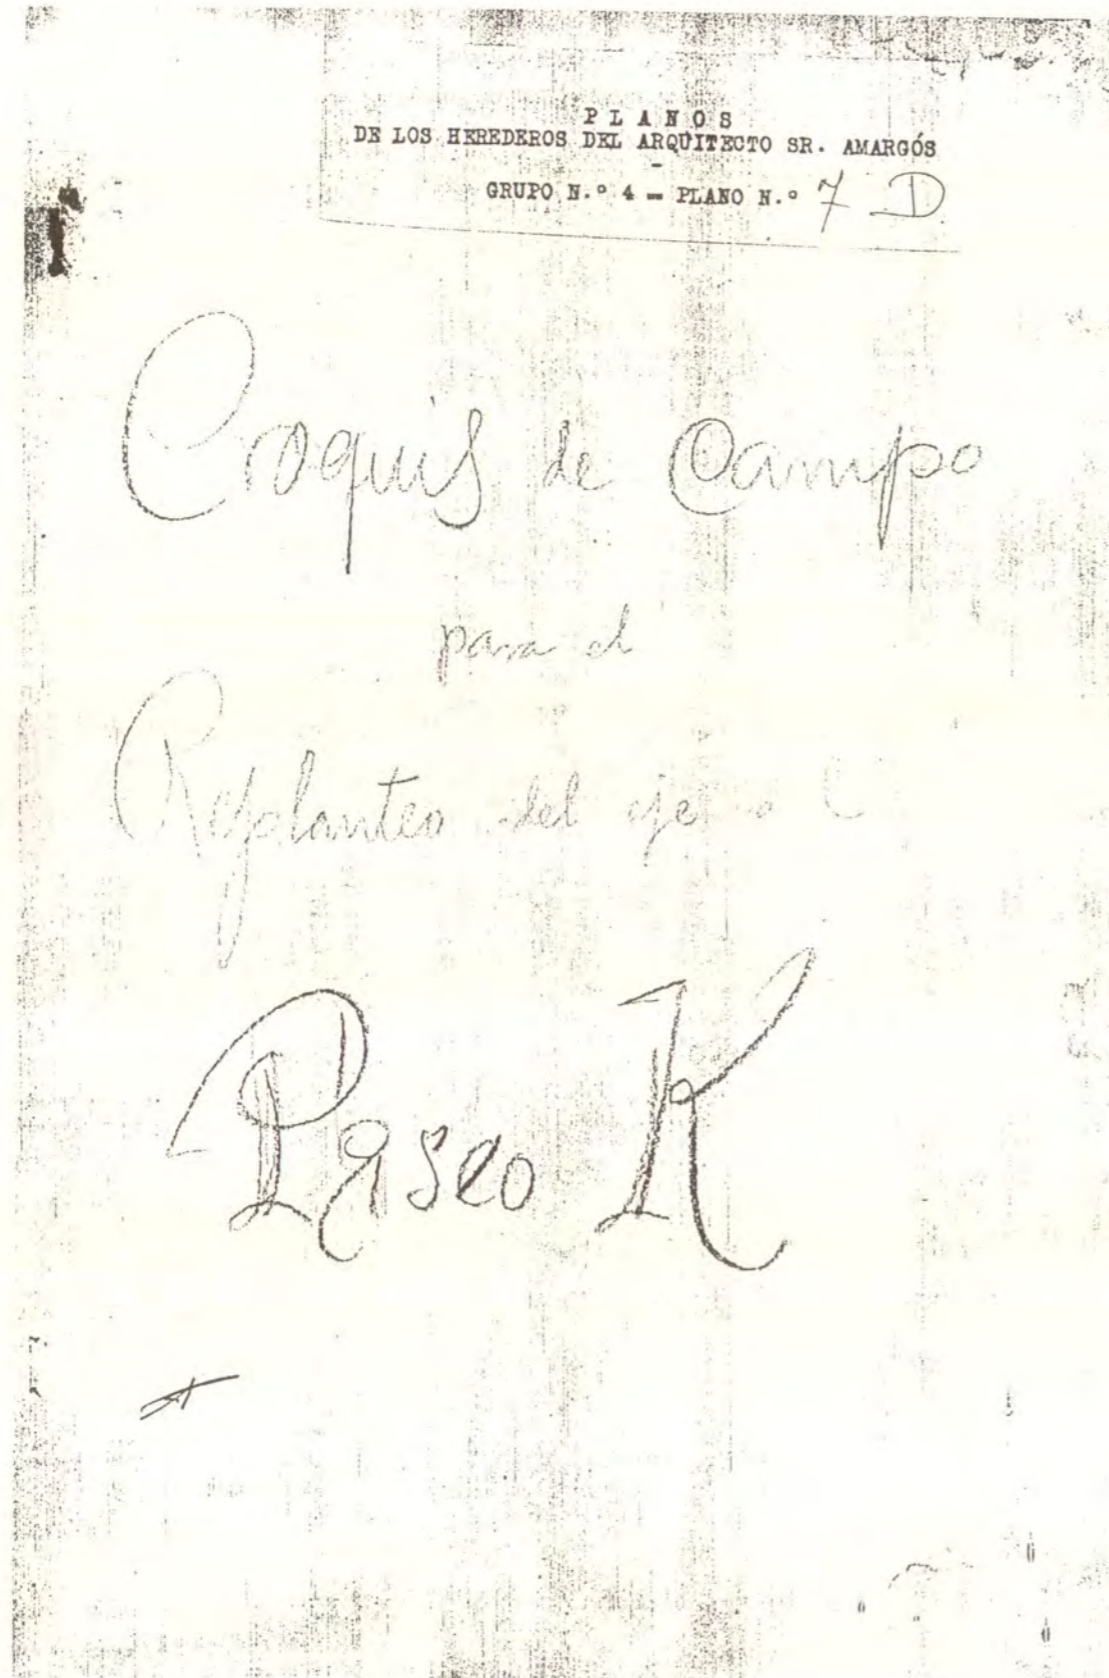 PLANOS
DE LOS HEREDEROS DEL ARQUITECTO SR. AMARGÓS
-
GRUPO N.º 4 - PLANO N.º 7 D
Croquis de Campo
para el
Replanteo del eje
Paseo K